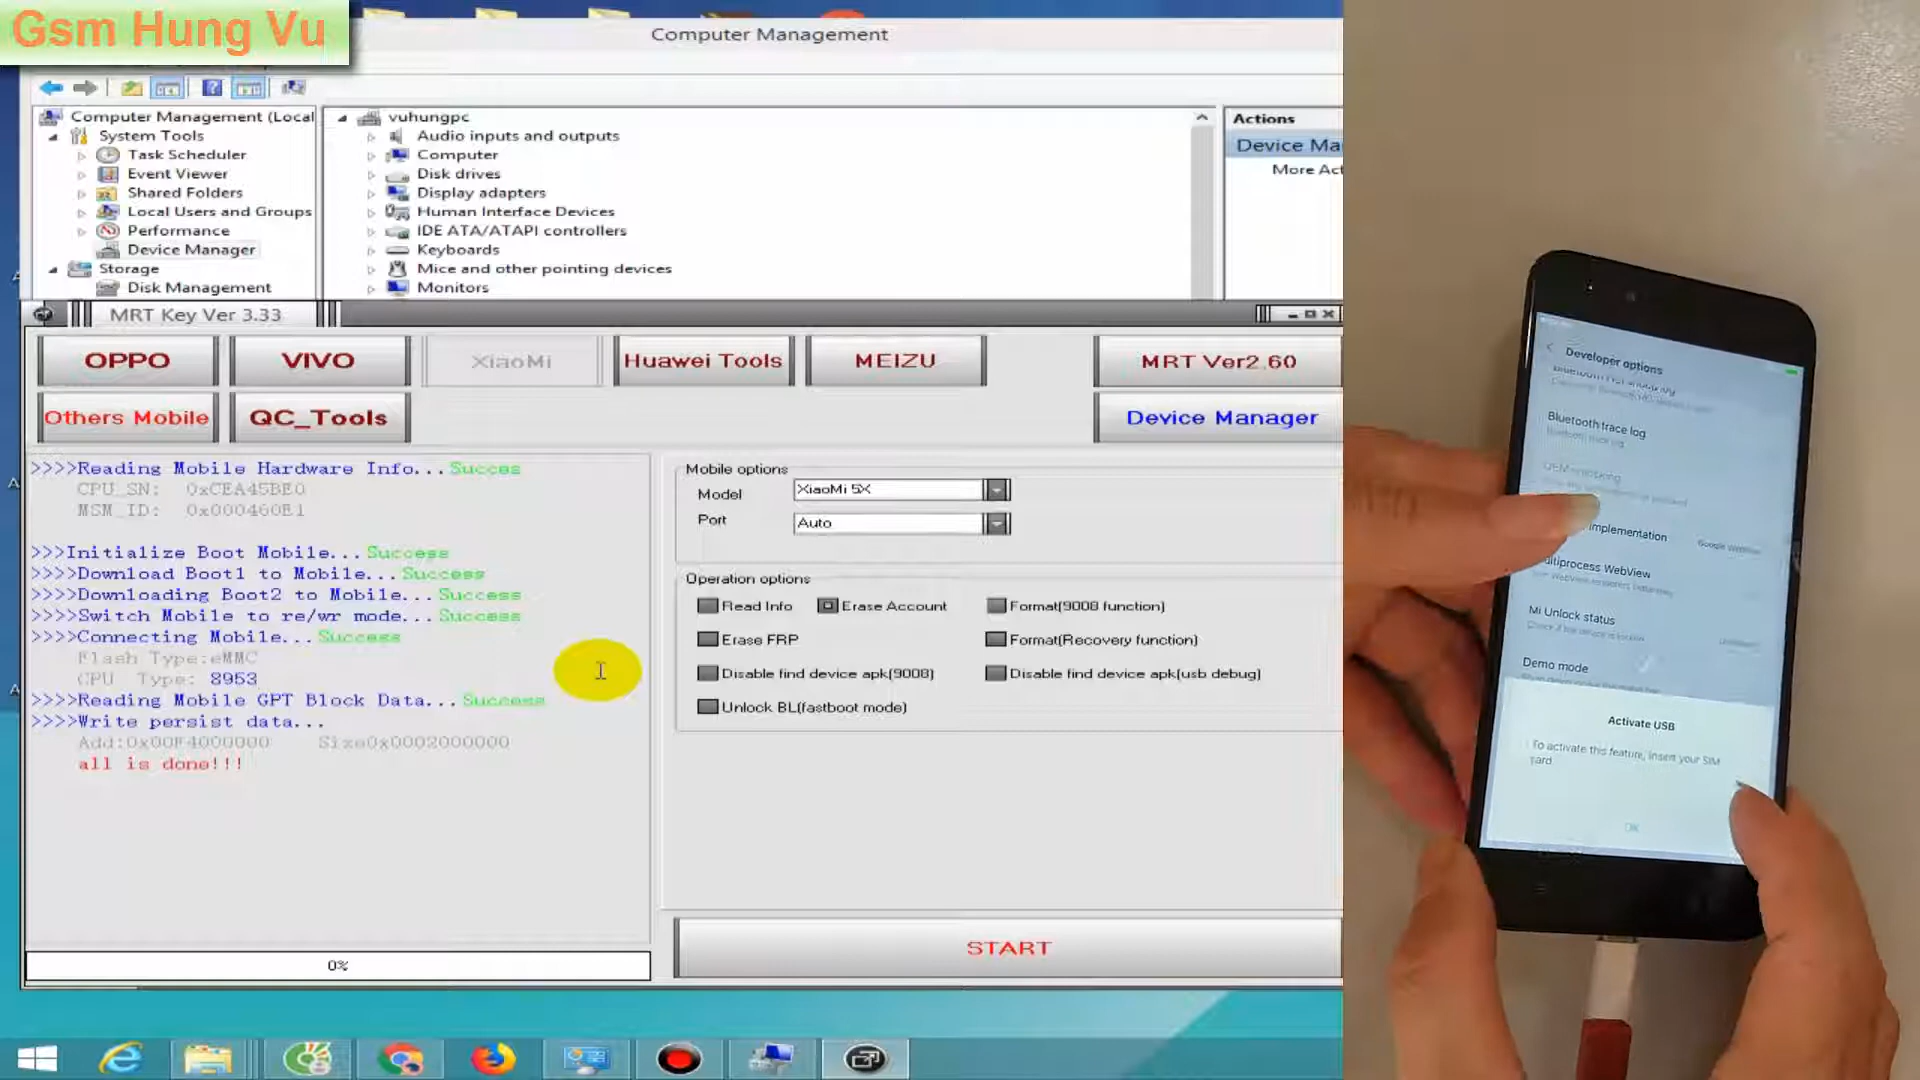 Gsm Hung Vu
Computer Management
Computer Management (Local
System Tools
Task Scheduler
Event Viewer
Shared Folders
Local Users and Groups
Performance
Device Manager
Storage
Disk Management
vuhungpc
Audio inputs and outputs
Computer
Disk drives
Display adapters
Human Interface Devices
IDE ATA/ATAPI controllers
Keyboards
Mice and other pointing devices
Monitors
Actions
Device Ma
More Act
MRT Key Ver 3.33
OPPO
VIVO
XiaoMi
Huawei Tools
MEIZU
MRT Ver2.60
Others Mobile
QC_Tools
Device Manager
>>>>Reading Mobile Hardware Info...Succes
CPU_SN: 0xCEA45BE0
MSM_ID: 0x000460E1
>>>Initialize Boot Mobile...Success
>>>>Download Boot1 to Mobile...Success
>>>>Downloading Boot2 to Mobile...Success
>>>>Switch Mobile to re/wr mode...Success
>>>>Connecting Mobile...Success
Flash Type:eMMC
CPU Type: 8953
>>>>Reading Mobile GPT Block Data...Success
>>>>Write persist data...
Add:0x00F4000000 Size0x0002000000
all is done!!!
0%
Mobile options
Model
XiaoMi 5X
Port
Auto
Operation options
Read Info
Erase Account
Format(9008 function)
Erase FRP
Format(Recovery function)
Disable find device apk(9008)
Disable find device apk(usb debug)
Unlock BL(fastboot mode)
START
Developer options
Bluetooth trace log
Bluetooth trace log
implementation
WebView
Mi Unlock status
Demo mode
Activate USB
To activate this feature, insert your SIM
card
OK